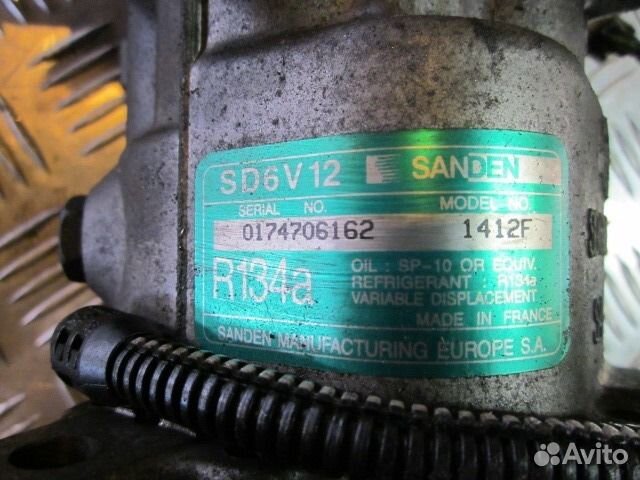 SD6V12 SANDEN
SERIAL NO. MODEL NO.
0174706162 1412F
R134a
OIL : SP-10 OR EQUIV.
REFRIGERANT : R134a
VARIABLE DISPLACEMENT
MADE IN FRANCE
SANDEN MANUFACTURING EUROPE S.A.
Avito